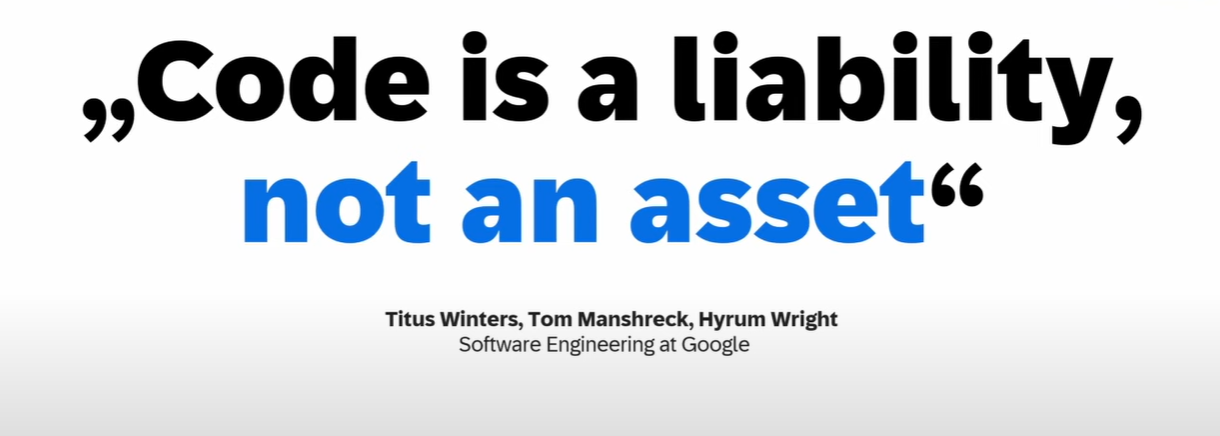 „Code is a liability,
not an asset“
Titus Winters, Tom Manshreck, Hyrum Wright
Software Engineering at Google